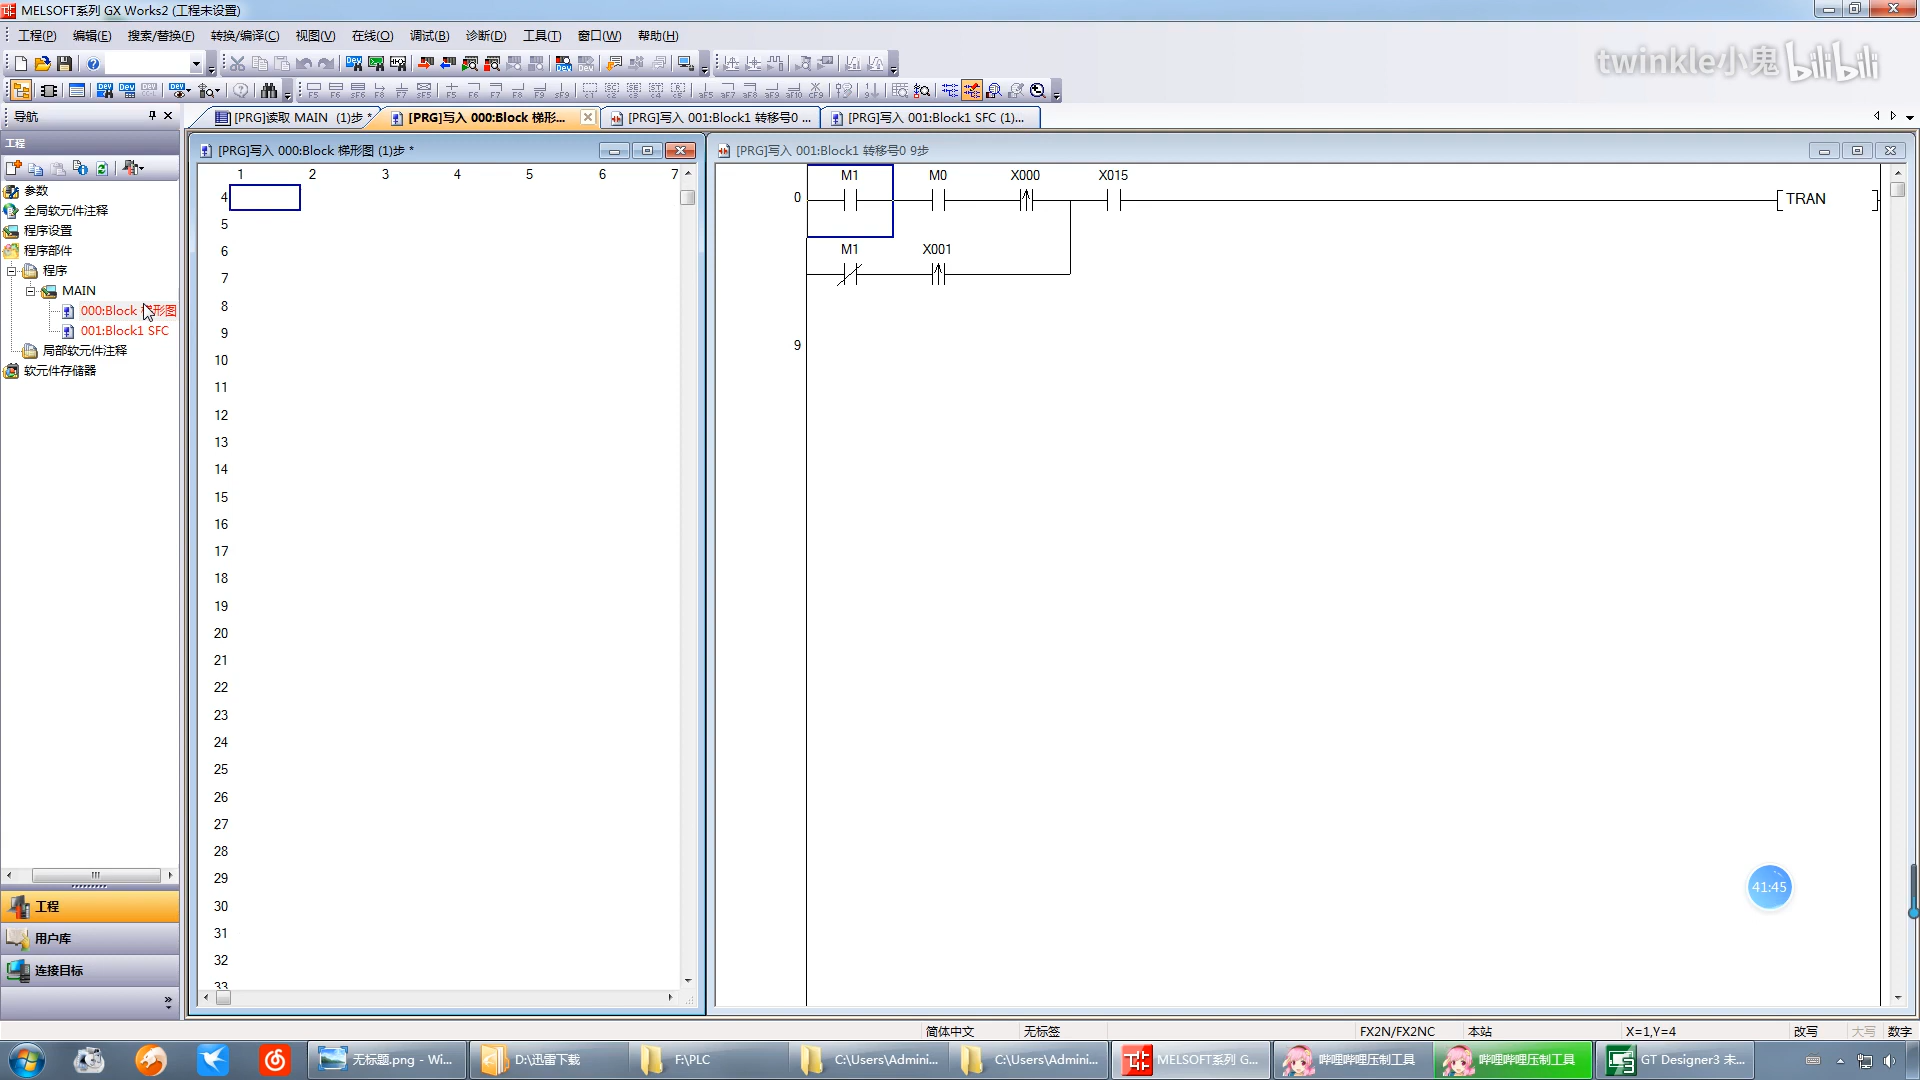 MELSOFT系列 GX Works2 (工程未设置)
工程(P) 编辑(E) 搜索/替换(F) 转换/编译(C) 视图(V) 在线(O) 调试(B) 诊断(D) 工具(T) 窗口(W) 帮助(H)
twinkle小鬼 bilibili
导航
[PRG]读取 MAIN (1)步 *
[PRG]写入 000:Block 梯形...
[PRG]写入 001:Block1 转移号0 ...
[PRG]写入 001:Block1 SFC (1)...
工程
参数
全局软元件注释
程序设置
程序部件
程序
MAIN
000:Block
形图
001:Block1 SFC
局部软元件注释
软元件存储器
工程
用户库
连接目标
[PRG]写入 000:Block 梯形图 (1)步 *
1 2 3 4 5 6 7
4
5
6
7
8
9
10
11
12
13
14
15
16
17
18
19
20
21
22
23
24
25
26
27
28
29
30
31
32
33
[PRG]写入 001:Block1 转移号0 9步
M1 M0 X000 X015
0 TRAN
M1 X001
9
41:45
简体中文 无标签 FX2N/FX2NC 本站 X=1,Y=4 改写 大写 数字
无标题.png - Wi...
D:\迅雷下载
F:\PLC
C:\Users\Admini...
C:\Users\Admini...
MELSOFT系列 G...
哔哩哔哩压制工具
哔哩哔哩压制工具
GT Designer3 未...